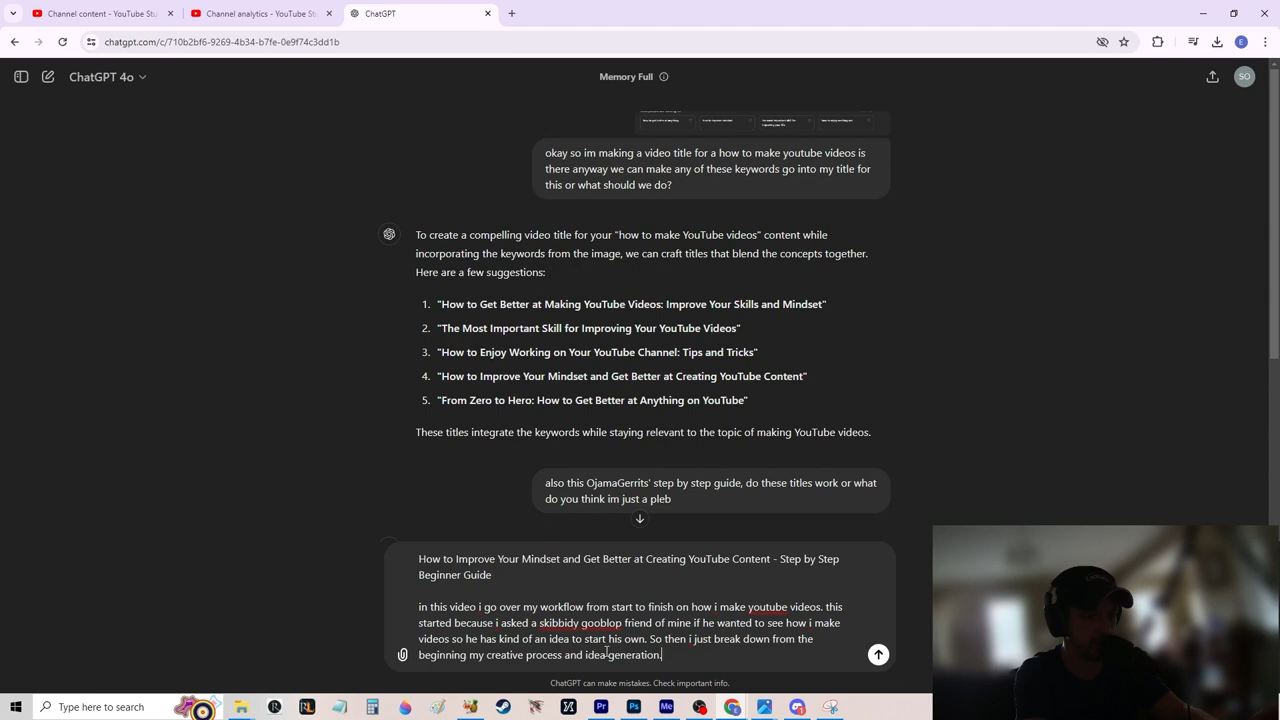 Channel content - YouTube Stu
Channel analytics - YouTube Stu
ChatGPT
chatgpt.com/c/710b2bf6-9269-4b34-b7fe-0e9f74c3dd1b
E
ChatGPT 4o
Memory Full
SO
okay so im making a video title for a how to make youtube videos is
there anyway we can make any of these keywords go into my title for
this or what should we do?
To create a compelling video title for your "how to make YouTube videos" content while
incorporating the keywords from the image, we can craft titles that blend the concepts together.
Here are a few suggestions:
1. "How to Get Better at Making YouTube Videos: Improve Your Skills and Mindset"
2. "The Most Important Skill for Improving Your YouTube Videos"
3. "How to Enjoy Working on Your YouTube Channel: Tips and Tricks"
4. "How to Improve Your Mindset and Get Better at Creating YouTube Content"
5. "From Zero to Hero: How to Get Better at Anything on YouTube"
These titles integrate the keywords while staying relevant to the topic of making YouTube videos.
also this OjamaGerrits' step by step guide, do these titles work or what
do you think im just a pleb
How to Improve Your Mindset and Get Better at Creating YouTube Content - Step by Step
Beginner Guide
in this video i go over my workflow from start to finish on how i make youtube videos. this
started because i asked a skibbidy gooblop friend of mine if he wanted to see how i make
videos so he has kind of an idea to start his own. So then i just break down from the
beginning my creative process and idea generation.
ChatGPT can make mistakes. Check important info.
Type here to search